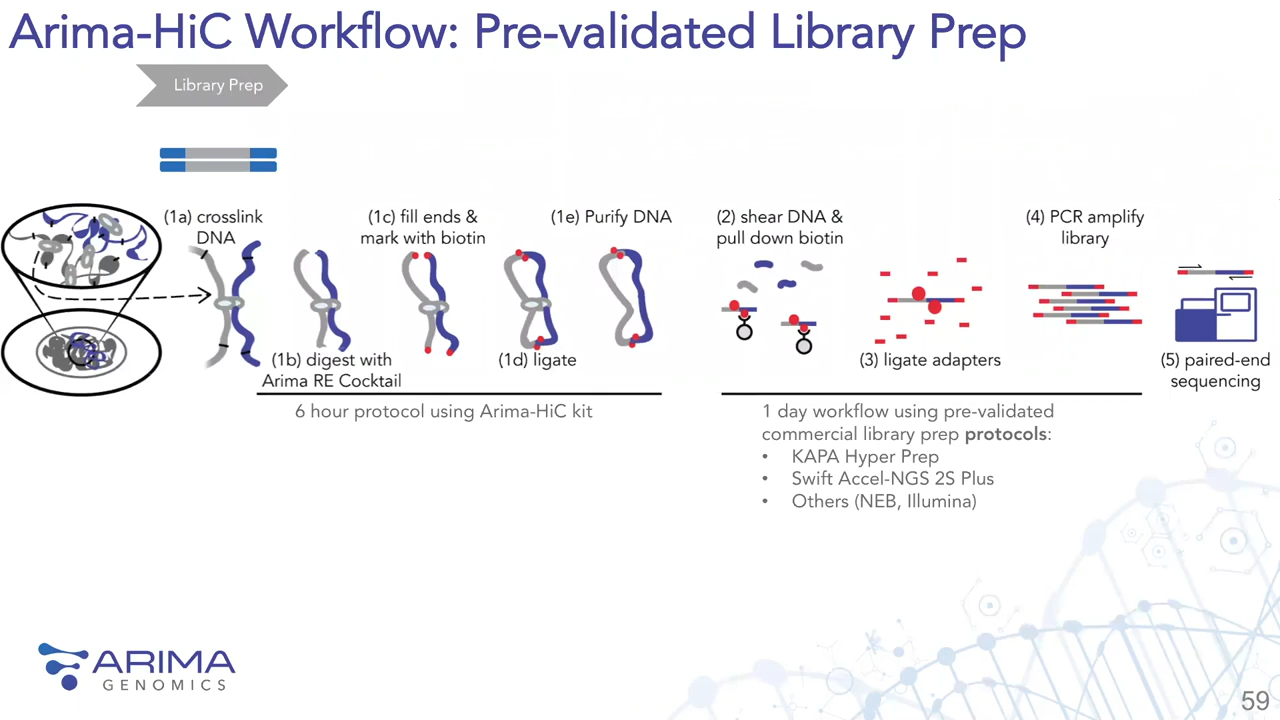 Arima-HiC Workflow: Pre-validated Library Prep
Library Prep
(1a) crosslink
DNA
(1b) digest with
Arima RE Cocktail
(1c) fill ends &
mark with biotin
(1d) ligate
(1e) Purify DNA
6 hour protocol using Arima-HiC kit
(2) shear DNA &
pull down biotin
(3) ligate adapters
(4) PCR amplify
library
(5) paired-end
sequencing
1 day workflow using pre-validated
commercial library prep protocols:
• KAPA Hyper Prep
• Swift Accel-NGS 2S Plus
• Others (NEB, Illumina)
ARIMA
GENOMICS
59